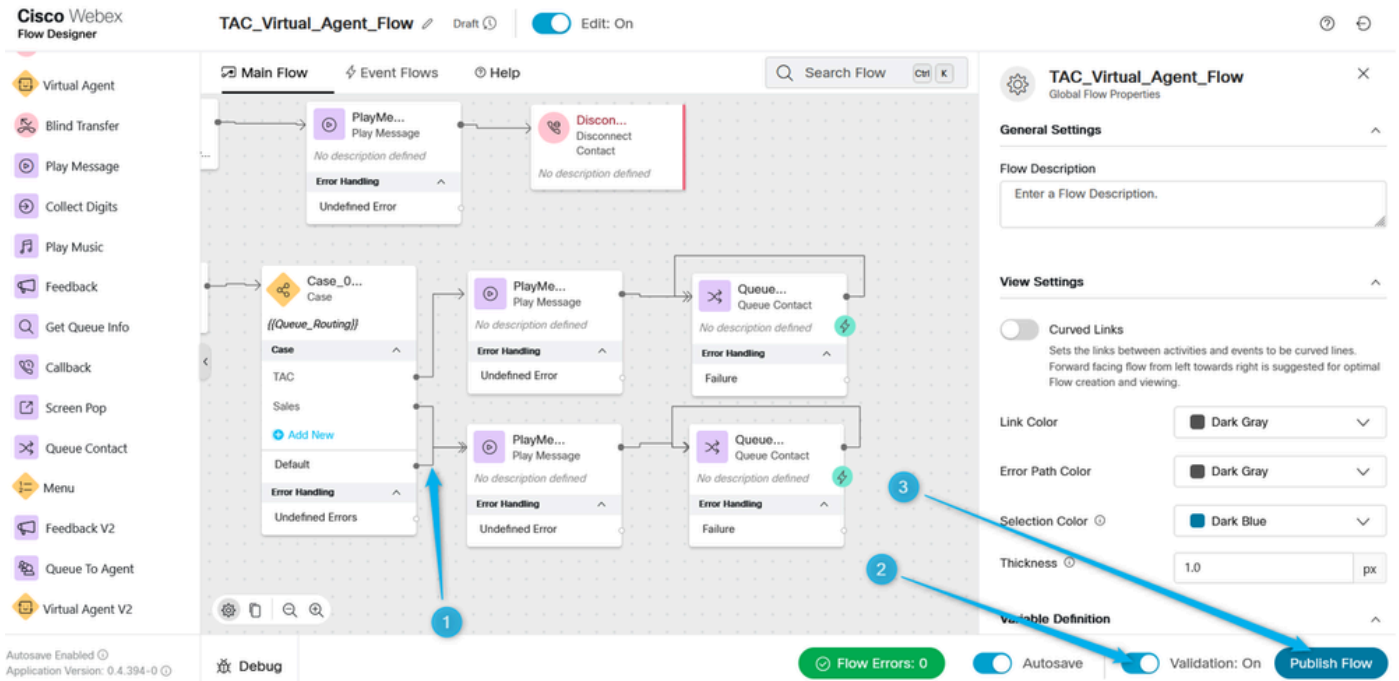 Cisco Webex
Flow Designer
TAC_Virtual_Agent_Flow
Draft
Edit: On
Virtual Agent
Blind Transfer
Play Message
Collect Digits
Play Music
Feedback
Get Queue Info
Callback
Screen Pop
Queue Contact
Menu
Feedback V2
Queue To Agent
Virtual Agent V2
Autosave Enabled
Application Version: 0.4.394-0
Main Flow
Event Flows
Help
Search Flow
Ctrl K
PlayMe...
Play Message
No description defined
Error Handling
Undefined Error
Discon...
Disconnect
Contact
No description defined
Case_0...
Case
{{Queue_Routing}}
Case
TAC
Sales
Add New
Default
Error Handling
Undefined Errors
PlayMe...
Play Message
No description defined
Error Handling
Undefined Error
Queue...
Queue Contact
No description defined
Error Handling
Failure
PlayMe...
Play Message
No description defined
Error Handling
Undefined Error
Queue...
Queue Contact
No description defined
Error Handling
Failure
1
2
3
TAC_Virtual_Agent_Flow
Global Flow Properties
General Settings
Flow Description
Enter a Flow Description.
View Settings
Curved Links
Sets the links between activities and events to be curved lines.
Forward facing flow from left towards right is suggested for optimal
Flow creation and viewing.
Link Color
Dark Gray
Error Path Color
Dark Gray
Selection Color
Dark Blue
Thickness
1.0
px
Variable Definition
Debug
Flow Errors: 0
Autosave
Validation: On
Publish Flow